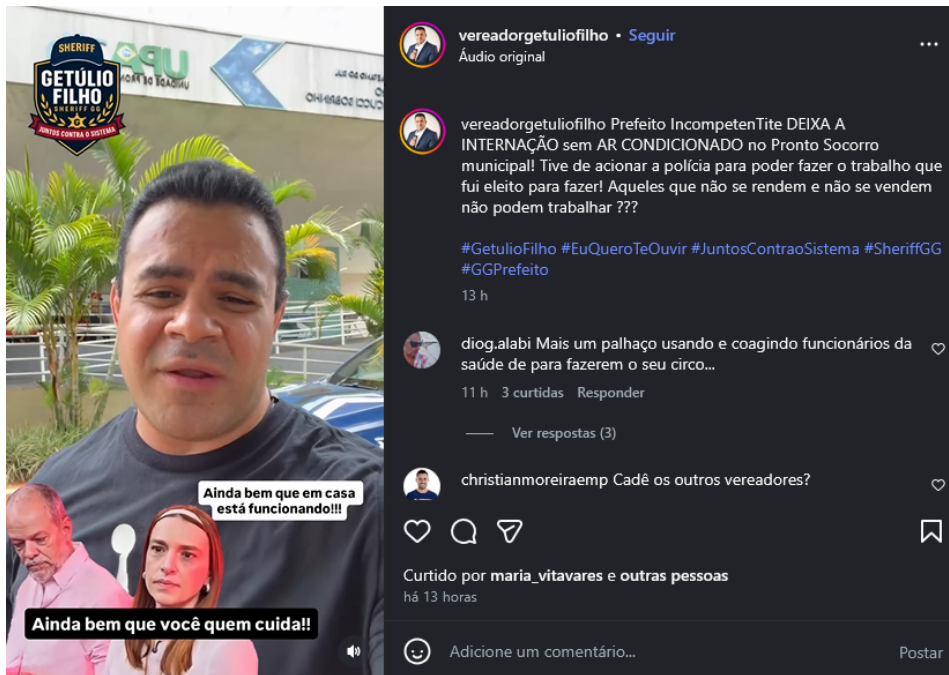 SHERIFF
GETÚLIO
FILHO
SHERIFF GG
JUNTOS CONTRA O SISTEMA
UPA
UNIDADE DE
Ainda bem que em casa
está funcionando!!!
Ainda bem que você quem cuida!!
vereadorgetuliofilho • Seguir
Áudio original
vereadorgetuliofilho Prefeito IncompetenTite DEIXA A
INTERNAÇÃO sem AR CONDICIONADO no Pronto Socorro
municipal! Tive de acionar a polícia para poder fazer o trabalho que
fui eleito para fazer! Aqueles que não se rendem e não se vendem
não podem trabalhar ???
#GetulioFilho #EuQueroTeOuvir #JuntosContraoSistema #SheriffGG
#GGPrefeito
13 h
diog.alabi Mais um palhaço usando e coagindo funcionários da
saúde de para fazerem o seu circo...
11 h 3 curtidas Responder
Ver respostas (3)
christianmoreiraemp Cadê os outros vereadores?
Curtido por maria_vitavares e outras pessoas
há 13 horas
Adicione um comentário...
Postar